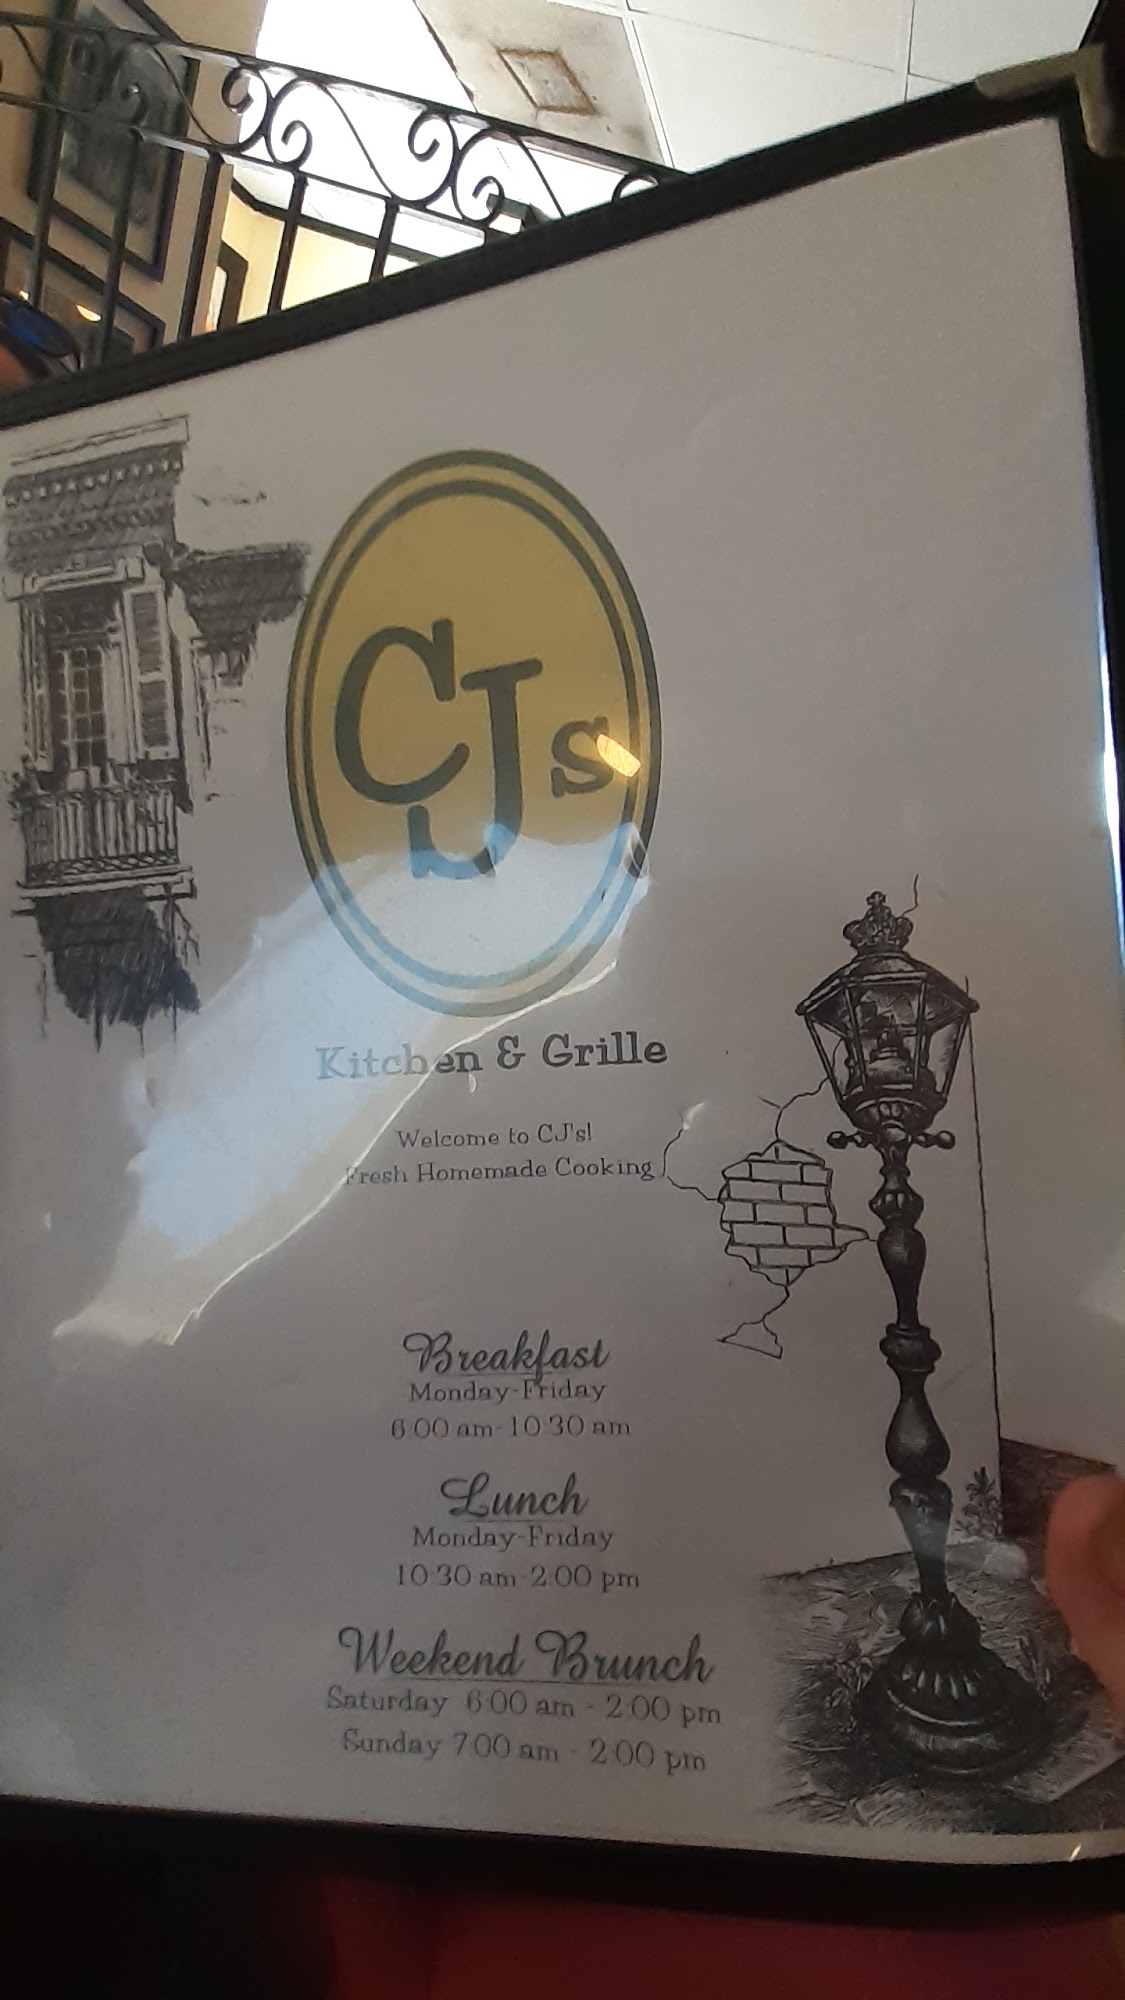 CJs
Kitchen & Grille
Welcome to CJ's!
Fresh Homemade Cooking
Breakfast
Monday-Friday
6:00 am-10:30 am
Lunch
Monday-Friday
10:30 am-2:00 pm
Weekend Brunch
Saturday 6:00 am - 2:00 pm
Sunday 7:00 am - 2:00 pm